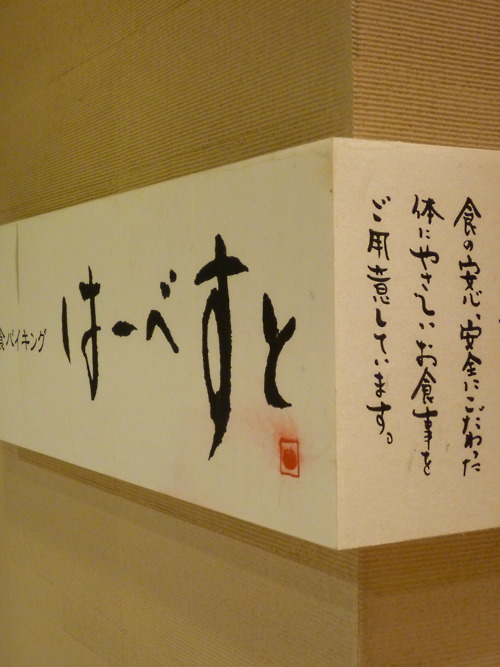 食バイキング
はーべすと
食の安心、安全にこだわった
体にやさしいお食事を
ご用意しています。